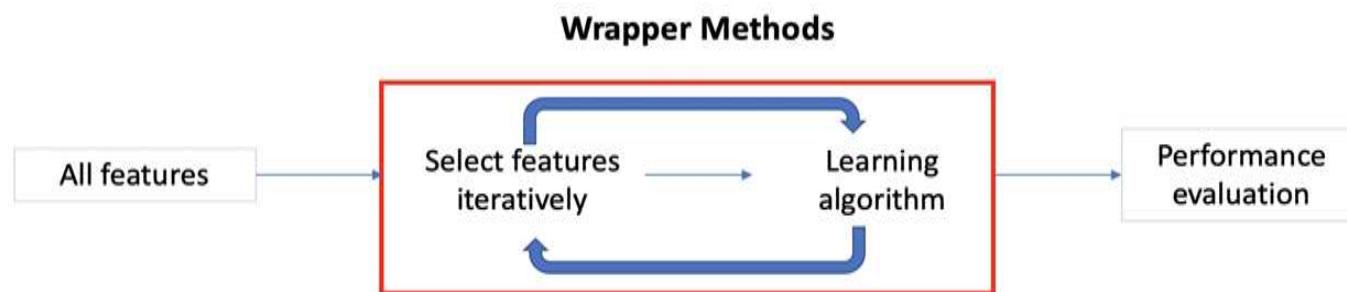 Wrapper Methods
All features
Select features
iteratively
Learning
algorithm
Performance
evaluation